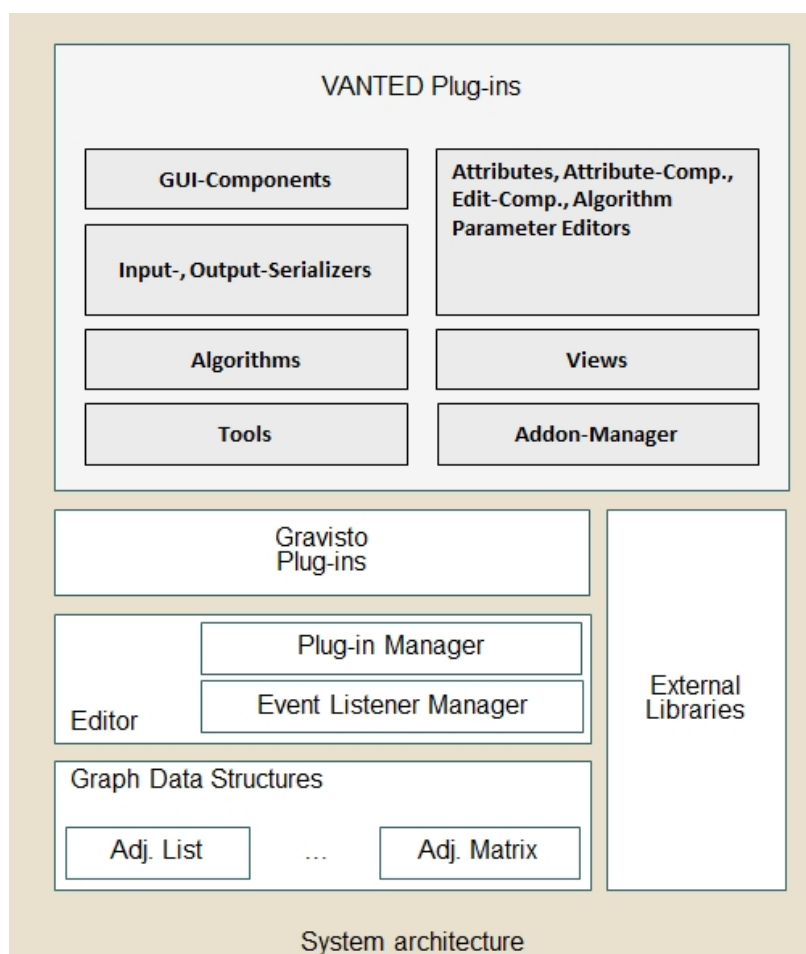 VANTED Plug-ins
GUI-Components
Input-, Output-Serializers
Algorithms
Tools
Attributes, Attribute-Comp.,
Edit-Comp., Algorithm
Parameter Editors
Views
Addon-Manager
Gravisto
Plug-ins
Plug-in Manager
Event Listener Manager
Editor
Graph Data Structures
Adj. List
...
Adj. Matrix
External
Libraries
System architecture